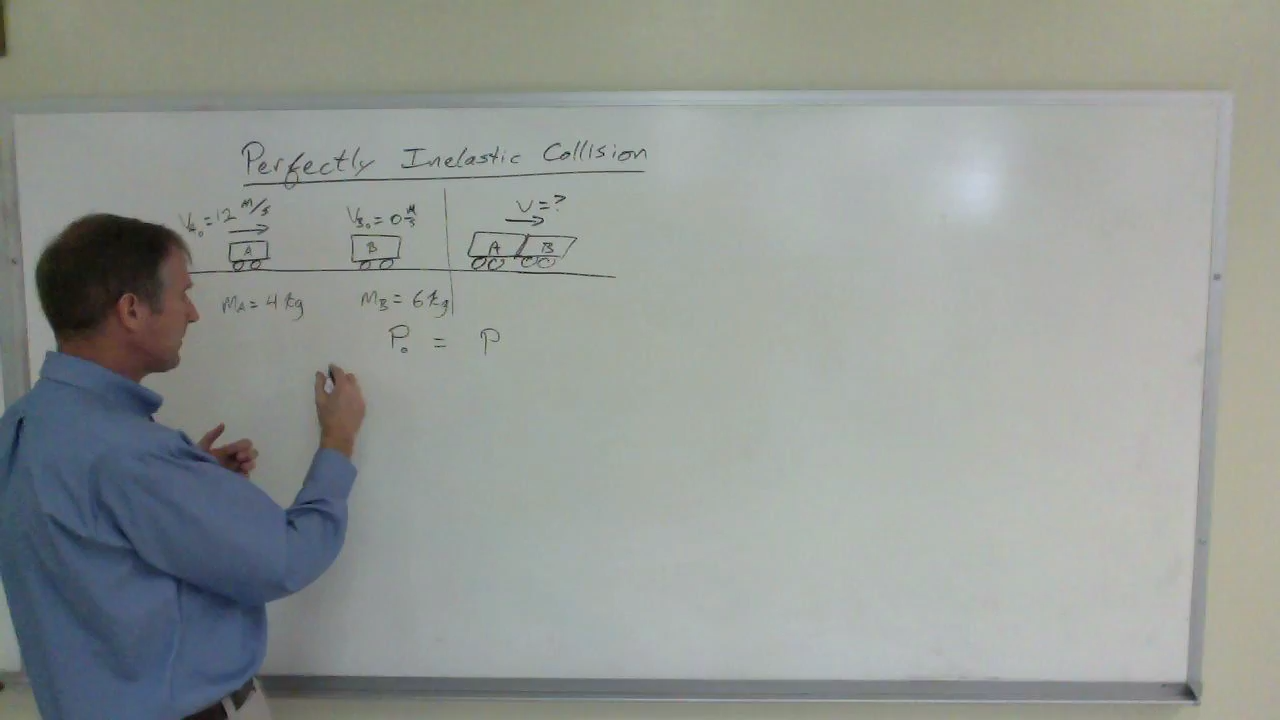 Perfectly Inelastic Collision
VA₀ = 12 M/s VB₀ = 0 M/s V = ?
A B A B
MA = 4 kg MB = 6 kg
P₀ = P